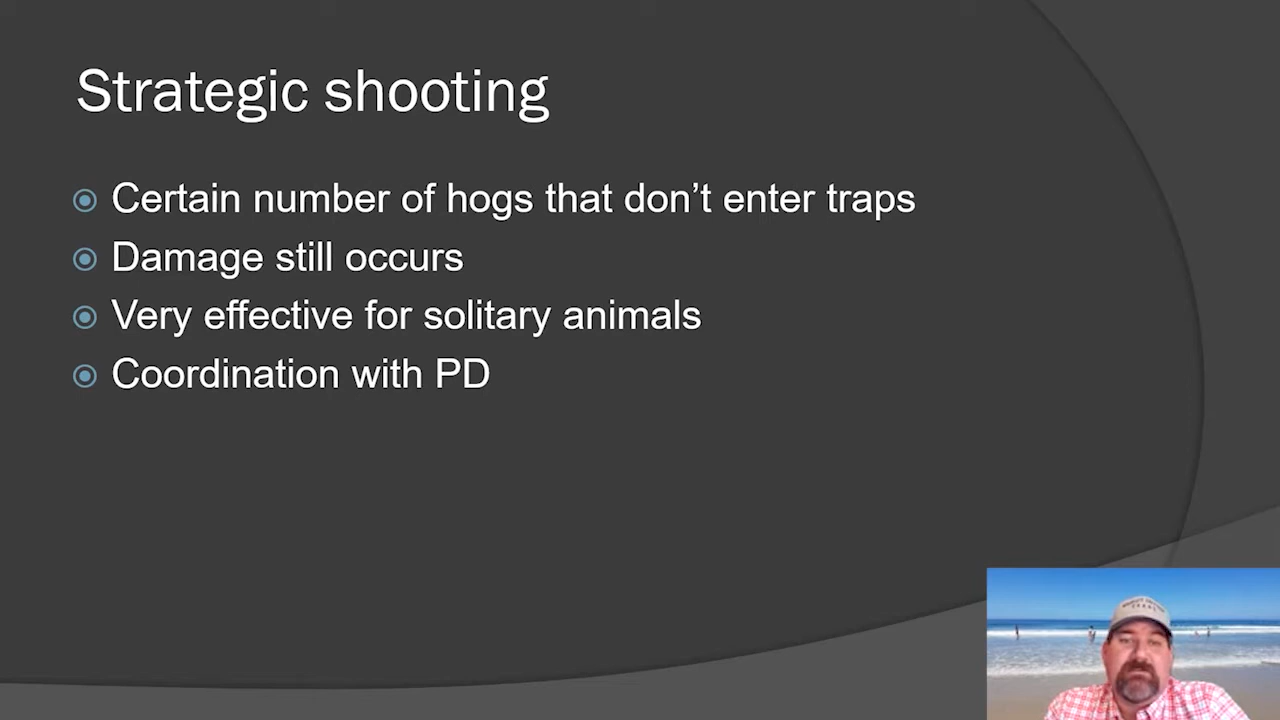 Strategic shooting
Certain number of hogs that don’t enter traps
Damage still occurs
Very effective for solitary animals
Coordination with PD